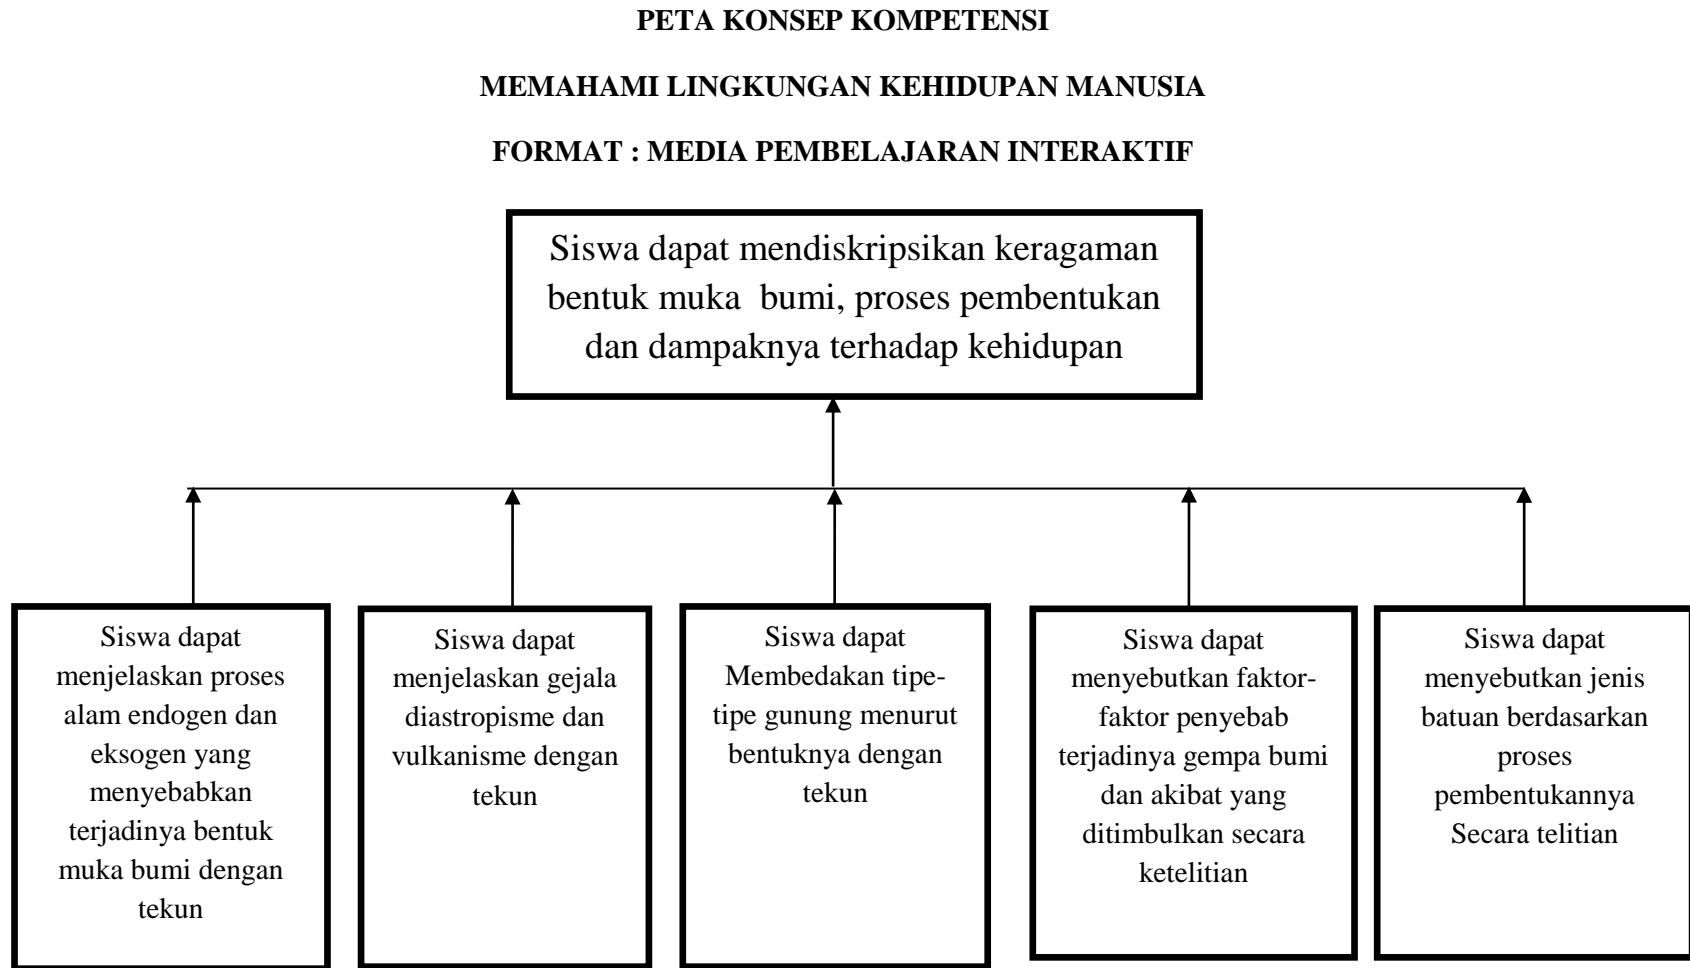 PETA KONSEP KOMPETENSI
MEMAHAMI LINGKUNGAN KEHIDUPAN MANUSIA
FORMAT : MEDIA PEMBELAJARAN INTERAKTIF
Siswa dapat mendiskripsikan keragaman
bentuk muka  bumi, proses pembentukan
dan dampaknya terhadap kehidupan
Siswa dapat
menjelaskan proses
alam endogen dan
eksogen yang
menyebabkan
terjadinya bentuk
muka bumi dengan
tekun
Siswa dapat
menjelaskan gejala
diastropisme dan
vulkanisme dengan
tekun
Siswa dapat
Membedakan tipe-
tipe gunung menurut
bentuknya dengan
tekun
Siswa dapat
menyebutkan faktor-
faktor penyebab
terjadinya gempa bumi
dan akibat yang
ditimbulkan secara
ketelitian
Siswa dapat
menyebutkan jenis
batuan berdasarkan
proses
pembentukannya
Secara telitian